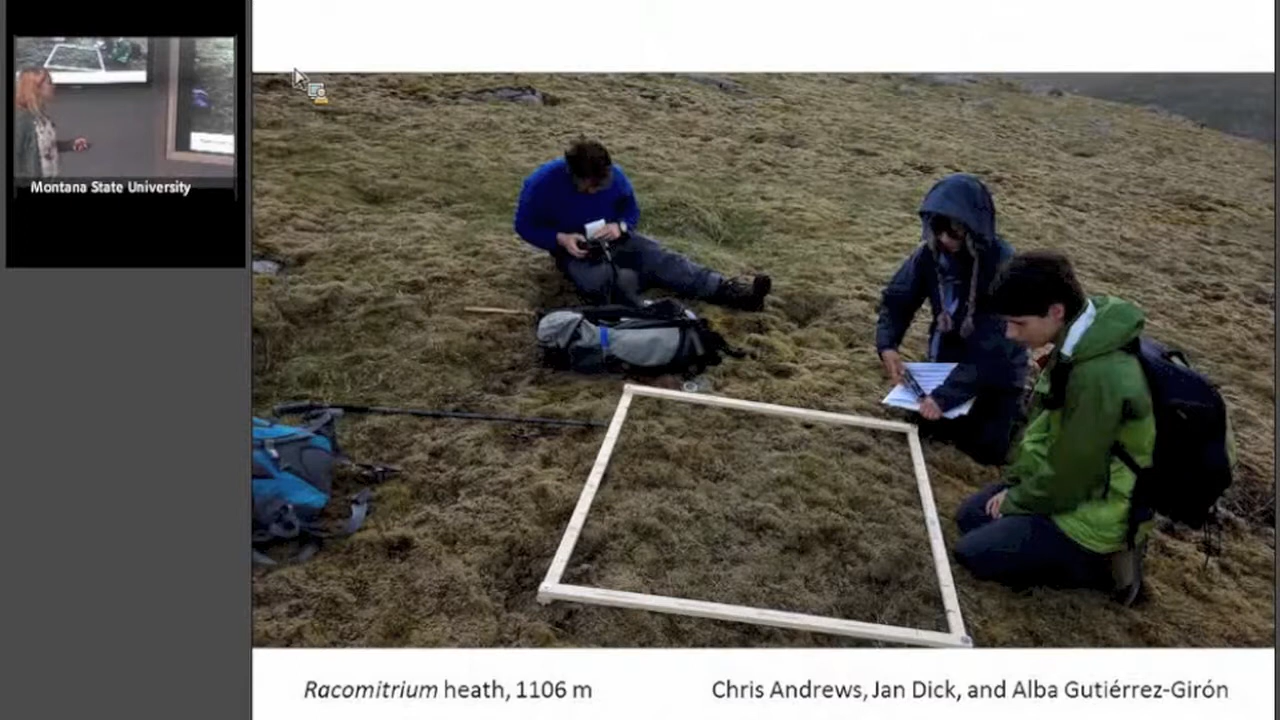 Montana State University
Racomitrium heath, 1106 m
Chris Andrews, Jan Dick, and Alba Gutiérrez-Girón